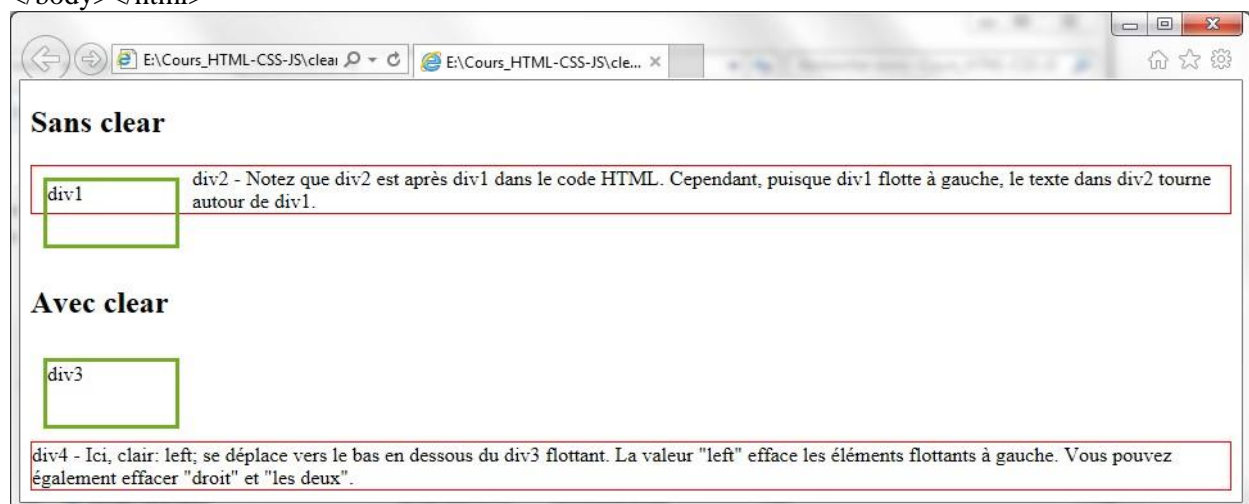 </body></html>
E:\Cours_HTML-CSS-JS\clear
E:\Cours_HTML-CSS-JS\cle...
Sans clear
div1
div2 - Notez que div2 est après div1 dans le code HTML. Cependant, puisque div1 flotte à gauche, le texte dans div2 tourne
autour de div1.
Avec clear
div3
div4 - Ici, clair: left; se déplace vers le bas en dessous du div3 flottant. La valeur "left" efface les éléments flottants à gauche. Vous pouvez
également effacer "droit" et "les deux".